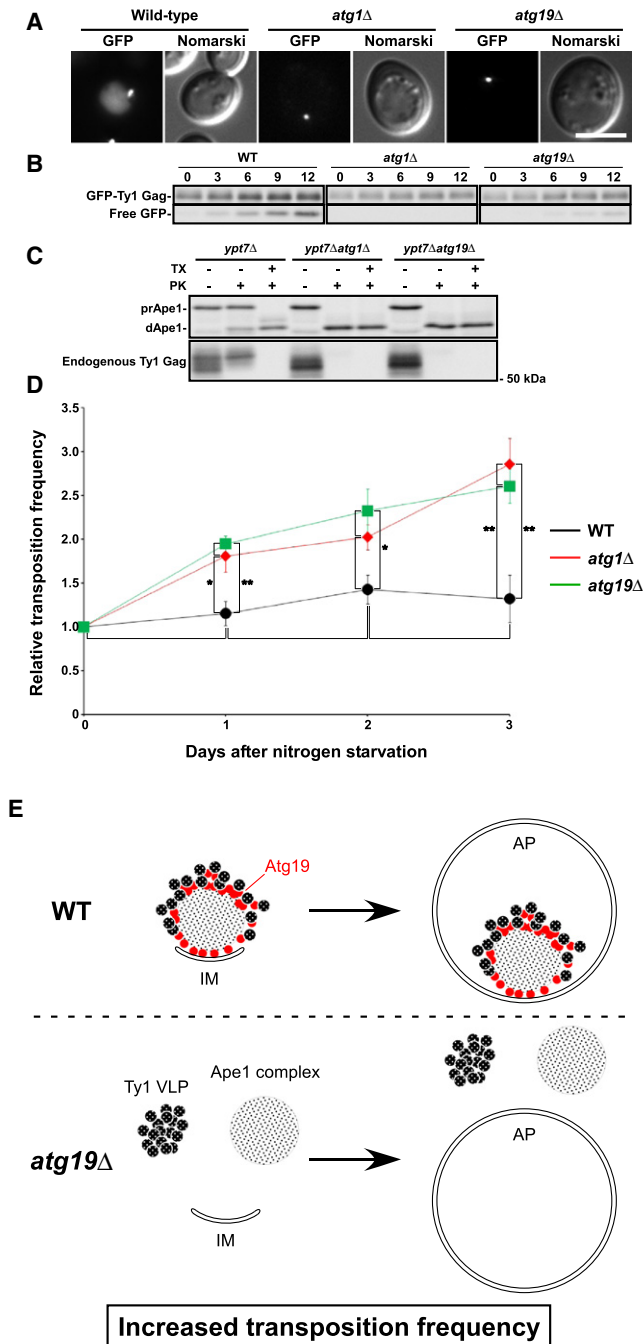 A
Wild-type atg1Δ atg19Δ
GFP Nomarski GFP Nomarski GFP Nomarski
B
WT atg1Δ atg19Δ
0 3 6 9 12 0 3 6 9 12 0 3 6 9 12
GFP-Ty1 Gag-
Free GFP-
C
ypt7Δ ypt7Δatg1Δ ypt7Δatg19Δ
TX - - + - - + - - +
PK - + + - + + - + +
prApe1-
dApe1-
Endogenous Ty1 Gag
- 50 kDa
D
3.5
3.0
2.5
2.0
1.5
1.0
0.5
0
Relative transposition frequency
* ** * ** **
WT
atg1Δ
atg19Δ
0 1 2 3
Days after nitrogen starvation
E
WT
Atg19
IM
AP
atg19Δ
Ty1 VLP
Ape1 complex
IM
AP
Increased transposition frequency